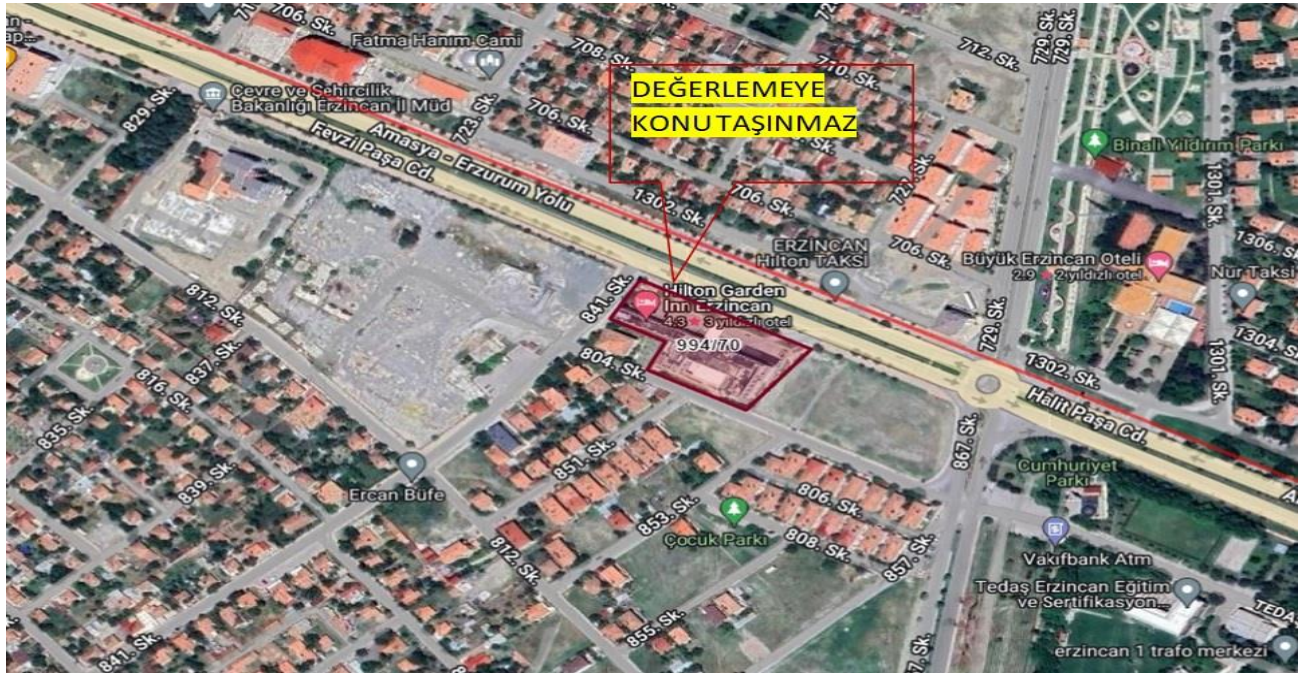 706. Sk.
706. Sk.
Fatma Hanım Cami
708. Sk.
710. Sk.
712. Sk.
729. Sk.
729. Sk.
829. Sk.
Çevre ve Şehircilik
Bakanlığı Erzincan İl Müd
723. Sk.
706. Sk.
DEĞERLEMEYE
KONU TAŞINMAZ
Binali Yıldırım Parkı
Amasya - Erzurum Yolu
Fevzi Paşa Cd.
1302. Sk.
706. Sk.
706. Sk.
1301. Sk.
1306. Sk.
ERZİNCAN
Hilton TAKSİ
Büyük Erzincan Oteli
2.9 ★ 2 yıldızlı otel
Nur Taksi
812. Sk.
841. Sk.
Hilton Garden
Inn Erzincan
4.3 ★ 3 yıldızlı otel
994/70
729. Sk.
1302. Sk.
1304. Sk.
1301. Sk.
837. Sk.
816. Sk.
804. Sk.
Halit Paşa Cd.
835. Sk.
839. Sk.
851. Sk.
867. Sk.
Ercan Büfe
Cumhuriyet
Parkı
853. Sk.
806. Sk.
Çocuk Parkı
808. Sk.
857. Sk.
812. Sk.
Vakıfbank Atm
Tedaş Erzincan Eğitim
ve Sertifikasyon...
841. Sk.
855. Sk.
erzincan 1 trafo merkezi